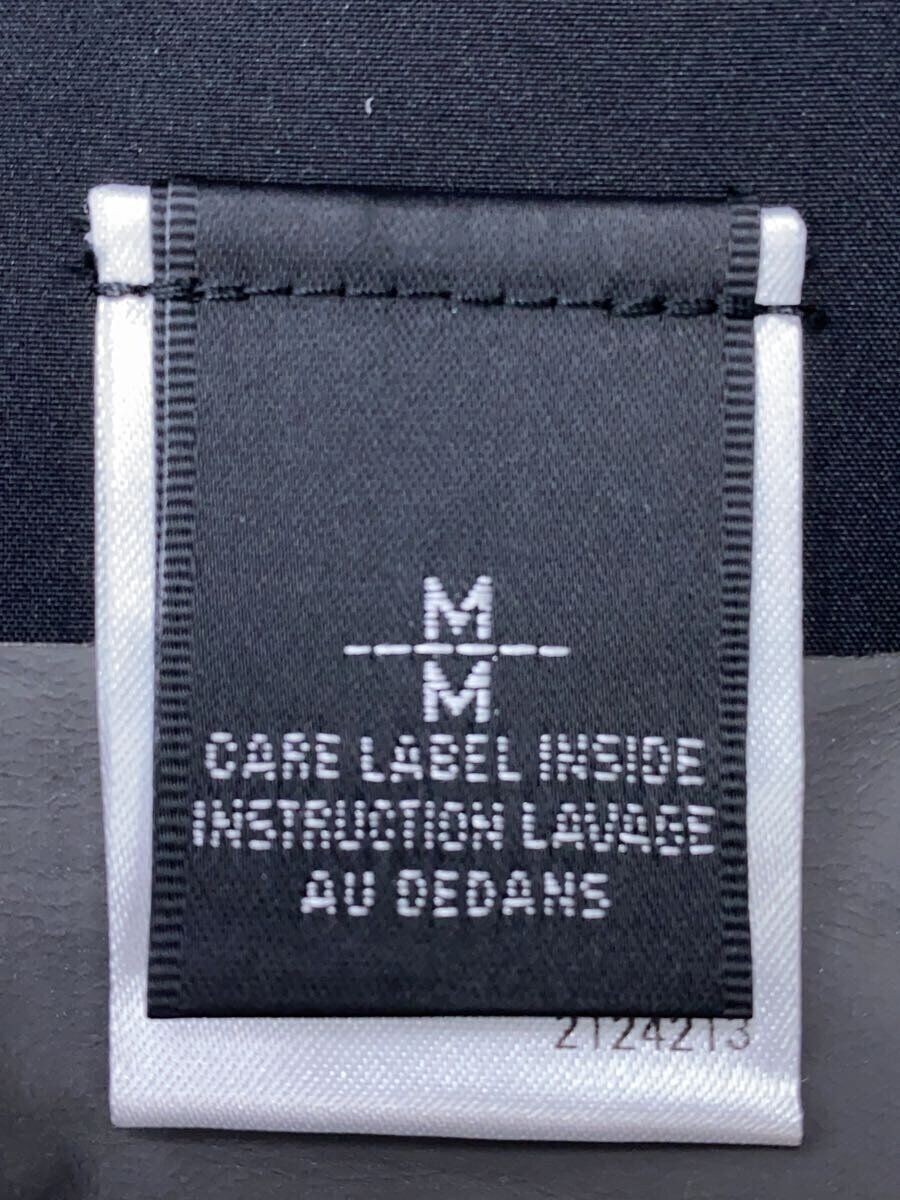 M
M
CARE LABEL INSIDE
INSTRUCTION LAVAGE
AU DEDANS
2124213